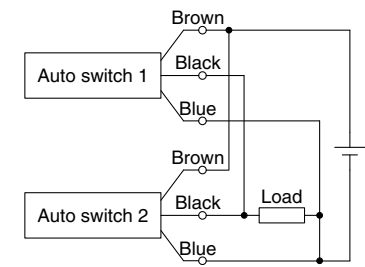 Brown
Black
Auto switch 1
Blue
Brown
Black
Load
Auto switch 2
Blue